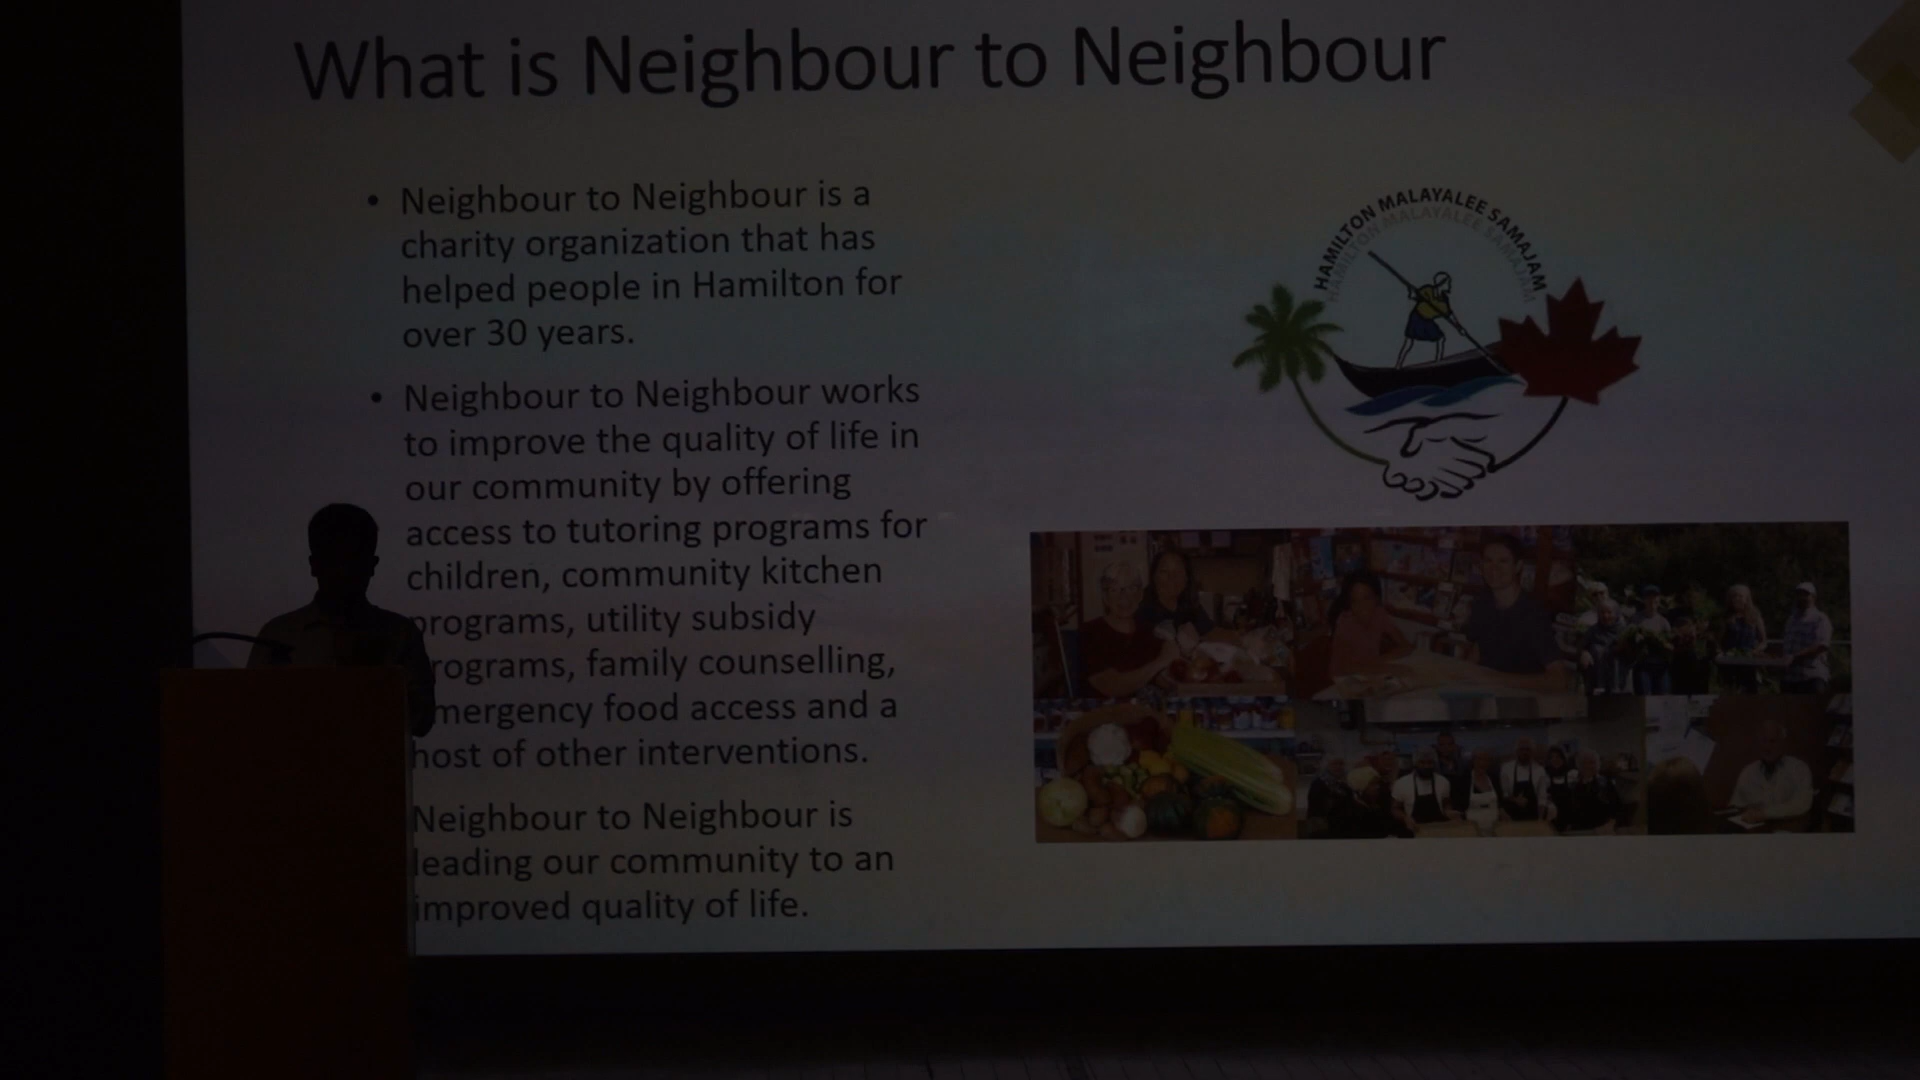 What is Neighbour to Neighbour
• Neighbour to Neighbour is a
charity organization that has
helped people in Hamilton for
over 30 years.
• Neighbour to Neighbour works
to improve the quality of life in
our community by offering
access to tutoring programs for
children, community kitchen
programs, utility subsidy
rograms, family counselling,
mergency food access and a
host of other interventions.
Neighbour to Neighbour is
leading our community to an
improved quality of life.
HAMILTON MALAYALEE SAMAJAM